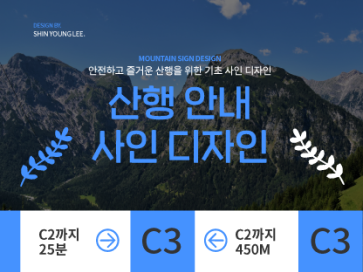 DESIGN BY.
SHIN YOUNG LEE.
MOUNTAIN SIGN DESIGN
안전하고 즐거운 산행을 위한 기초 사인 디자인
산행 안내
사인 디자인
C2까지
25분
C3
C2까지
450M
C3